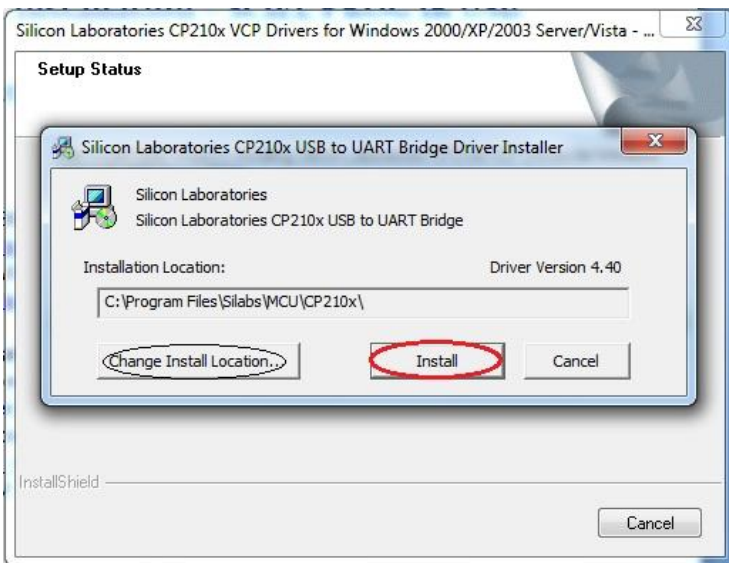 Silicon Laboratories CP210x VCP Drivers for Windows 2000/XP/2003 Server/Vista - ...
Setup Status
Silicon Laboratories CP210x USB to UART Bridge Driver Installer
Silicon Laboratories
Silicon Laboratories CP210x USB to UART Bridge
Installation Location: Driver Version 4.40
C:\Program Files\Silabs\MCU\CP210x\
Change Install Location... Install Cancel
InstallShield
Cancel